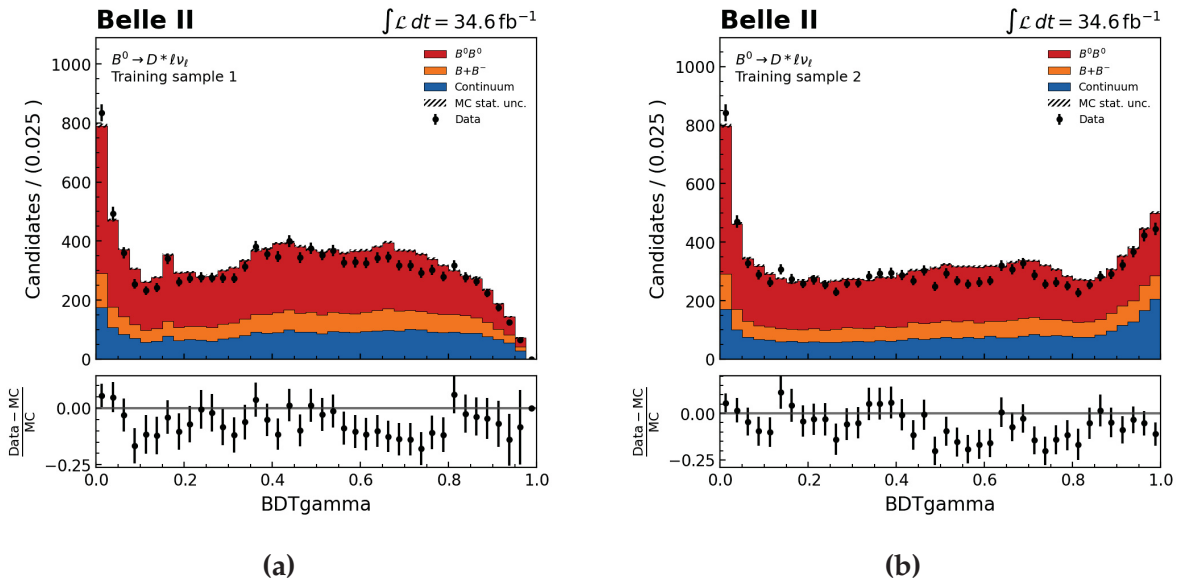 Belle II
∫ℒ dt = 34.6 fb⁻¹
B⁰ → D * ℓνℓ
Training sample 1
B⁰B⁰
B+B⁻
Continuum
MC stat. unc.
Data
Candidates / (0.025 )
1000
800
600
400
200
0
Data − MC
MC
0.00
−0.25
0.0 0.2 0.4 0.6 0.8 1.0
BDTgamma
(a)
Belle II
∫ℒ dt = 34.6 fb⁻¹
B⁰ → D * ℓνℓ
Training sample 2
B⁰B⁰
B+B⁻
Continuum
MC stat. unc.
Data
Candidates / (0.025 )
1000
800
600
400
200
0
Data − MC
MC
0.00
−0.25
0.0 0.2 0.4 0.6 0.8 1.0
BDTgamma
(b)